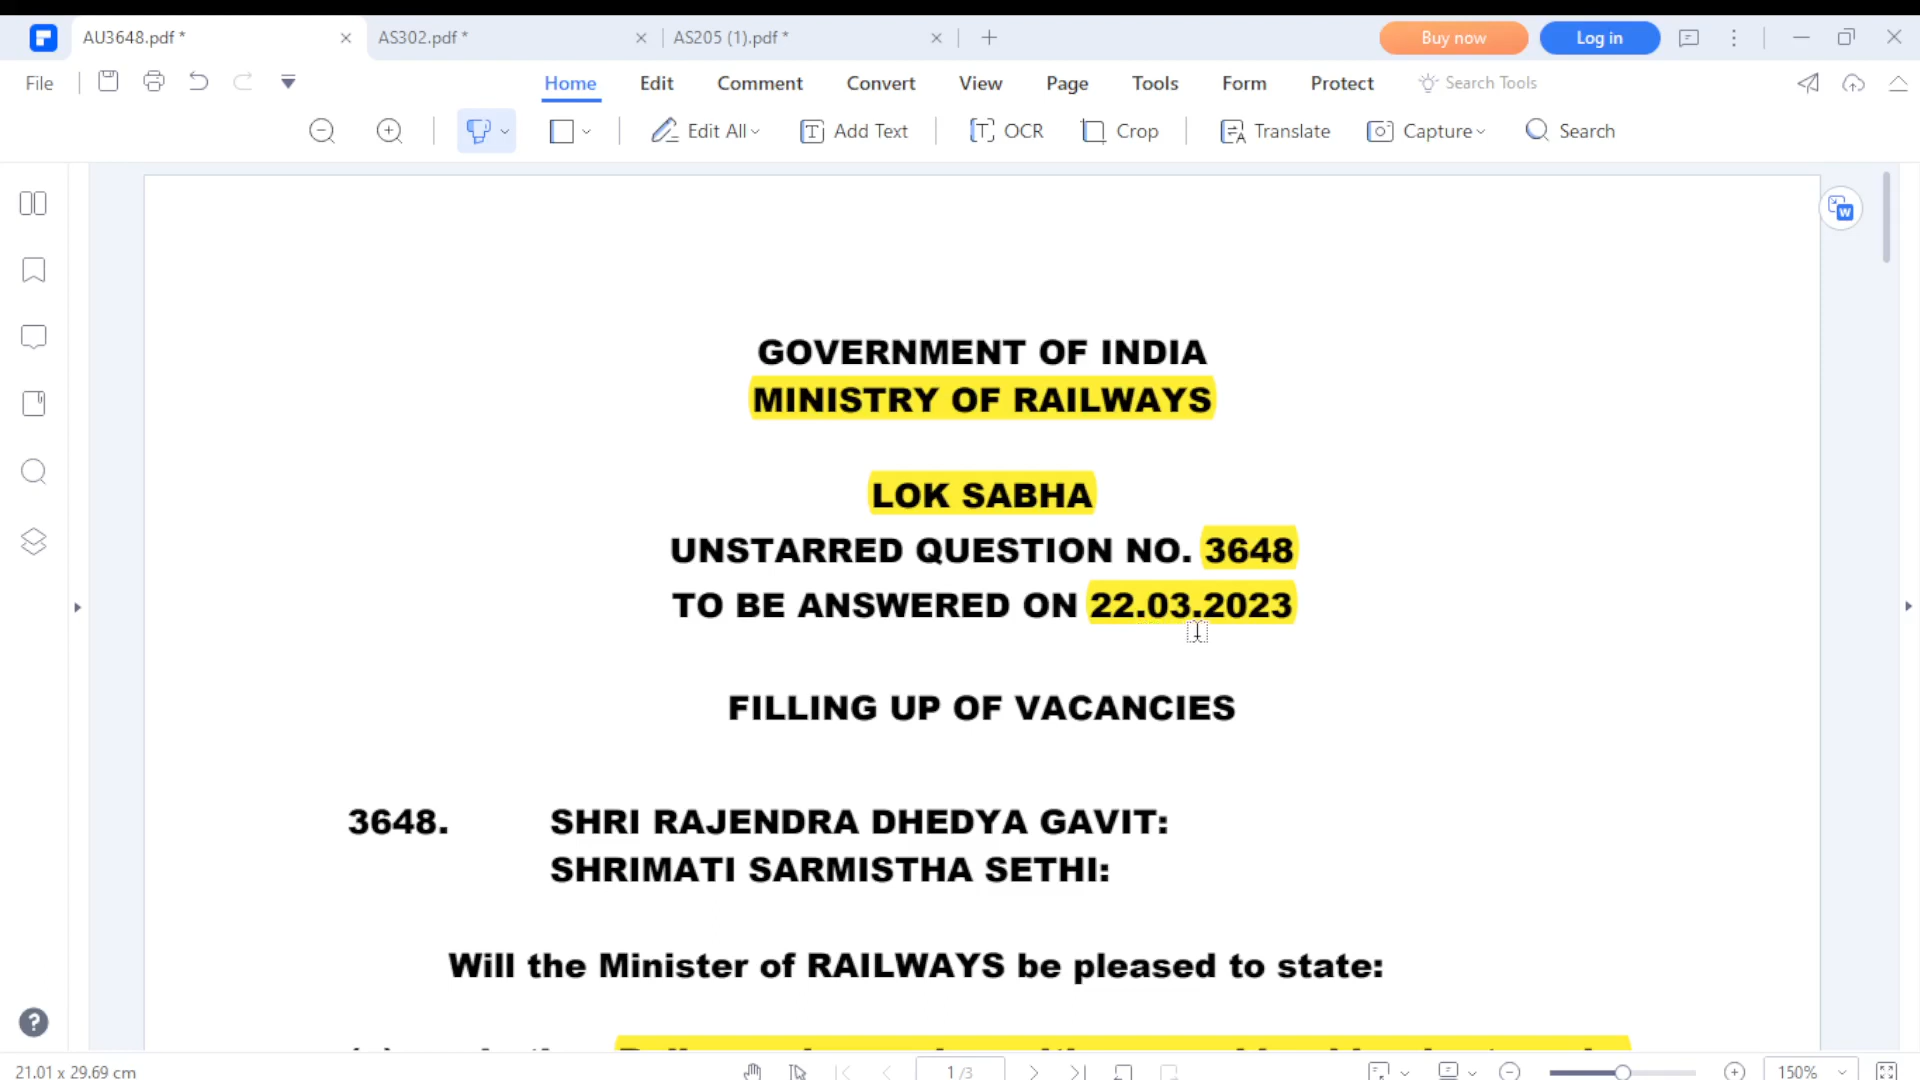 AU3648.pdf *
AS302.pdf *
AS205 (1).pdf *
Buy now
Log in
File
Home
Edit
Comment
Convert
View
Page
Tools
Form
Protect
Search Tools
Edit All
Add Text
OCR
Crop
Translate
Capture
Search
GOVERNMENT OF INDIA
MINISTRY OF RAILWAYS
LOK SABHA
UNSTARRED QUESTION NO. 3648
TO BE ANSWERED ON 22.03.2023
FILLING UP OF VACANCIES
3648. SHRI RAJENDRA DHEDYA GAVIT:
SHRIMATI SARMISTHA SETHI:
Will the Minister of RAILWAYS be pleased to state:
21.01 x 29.69 cm
1 /3
150%